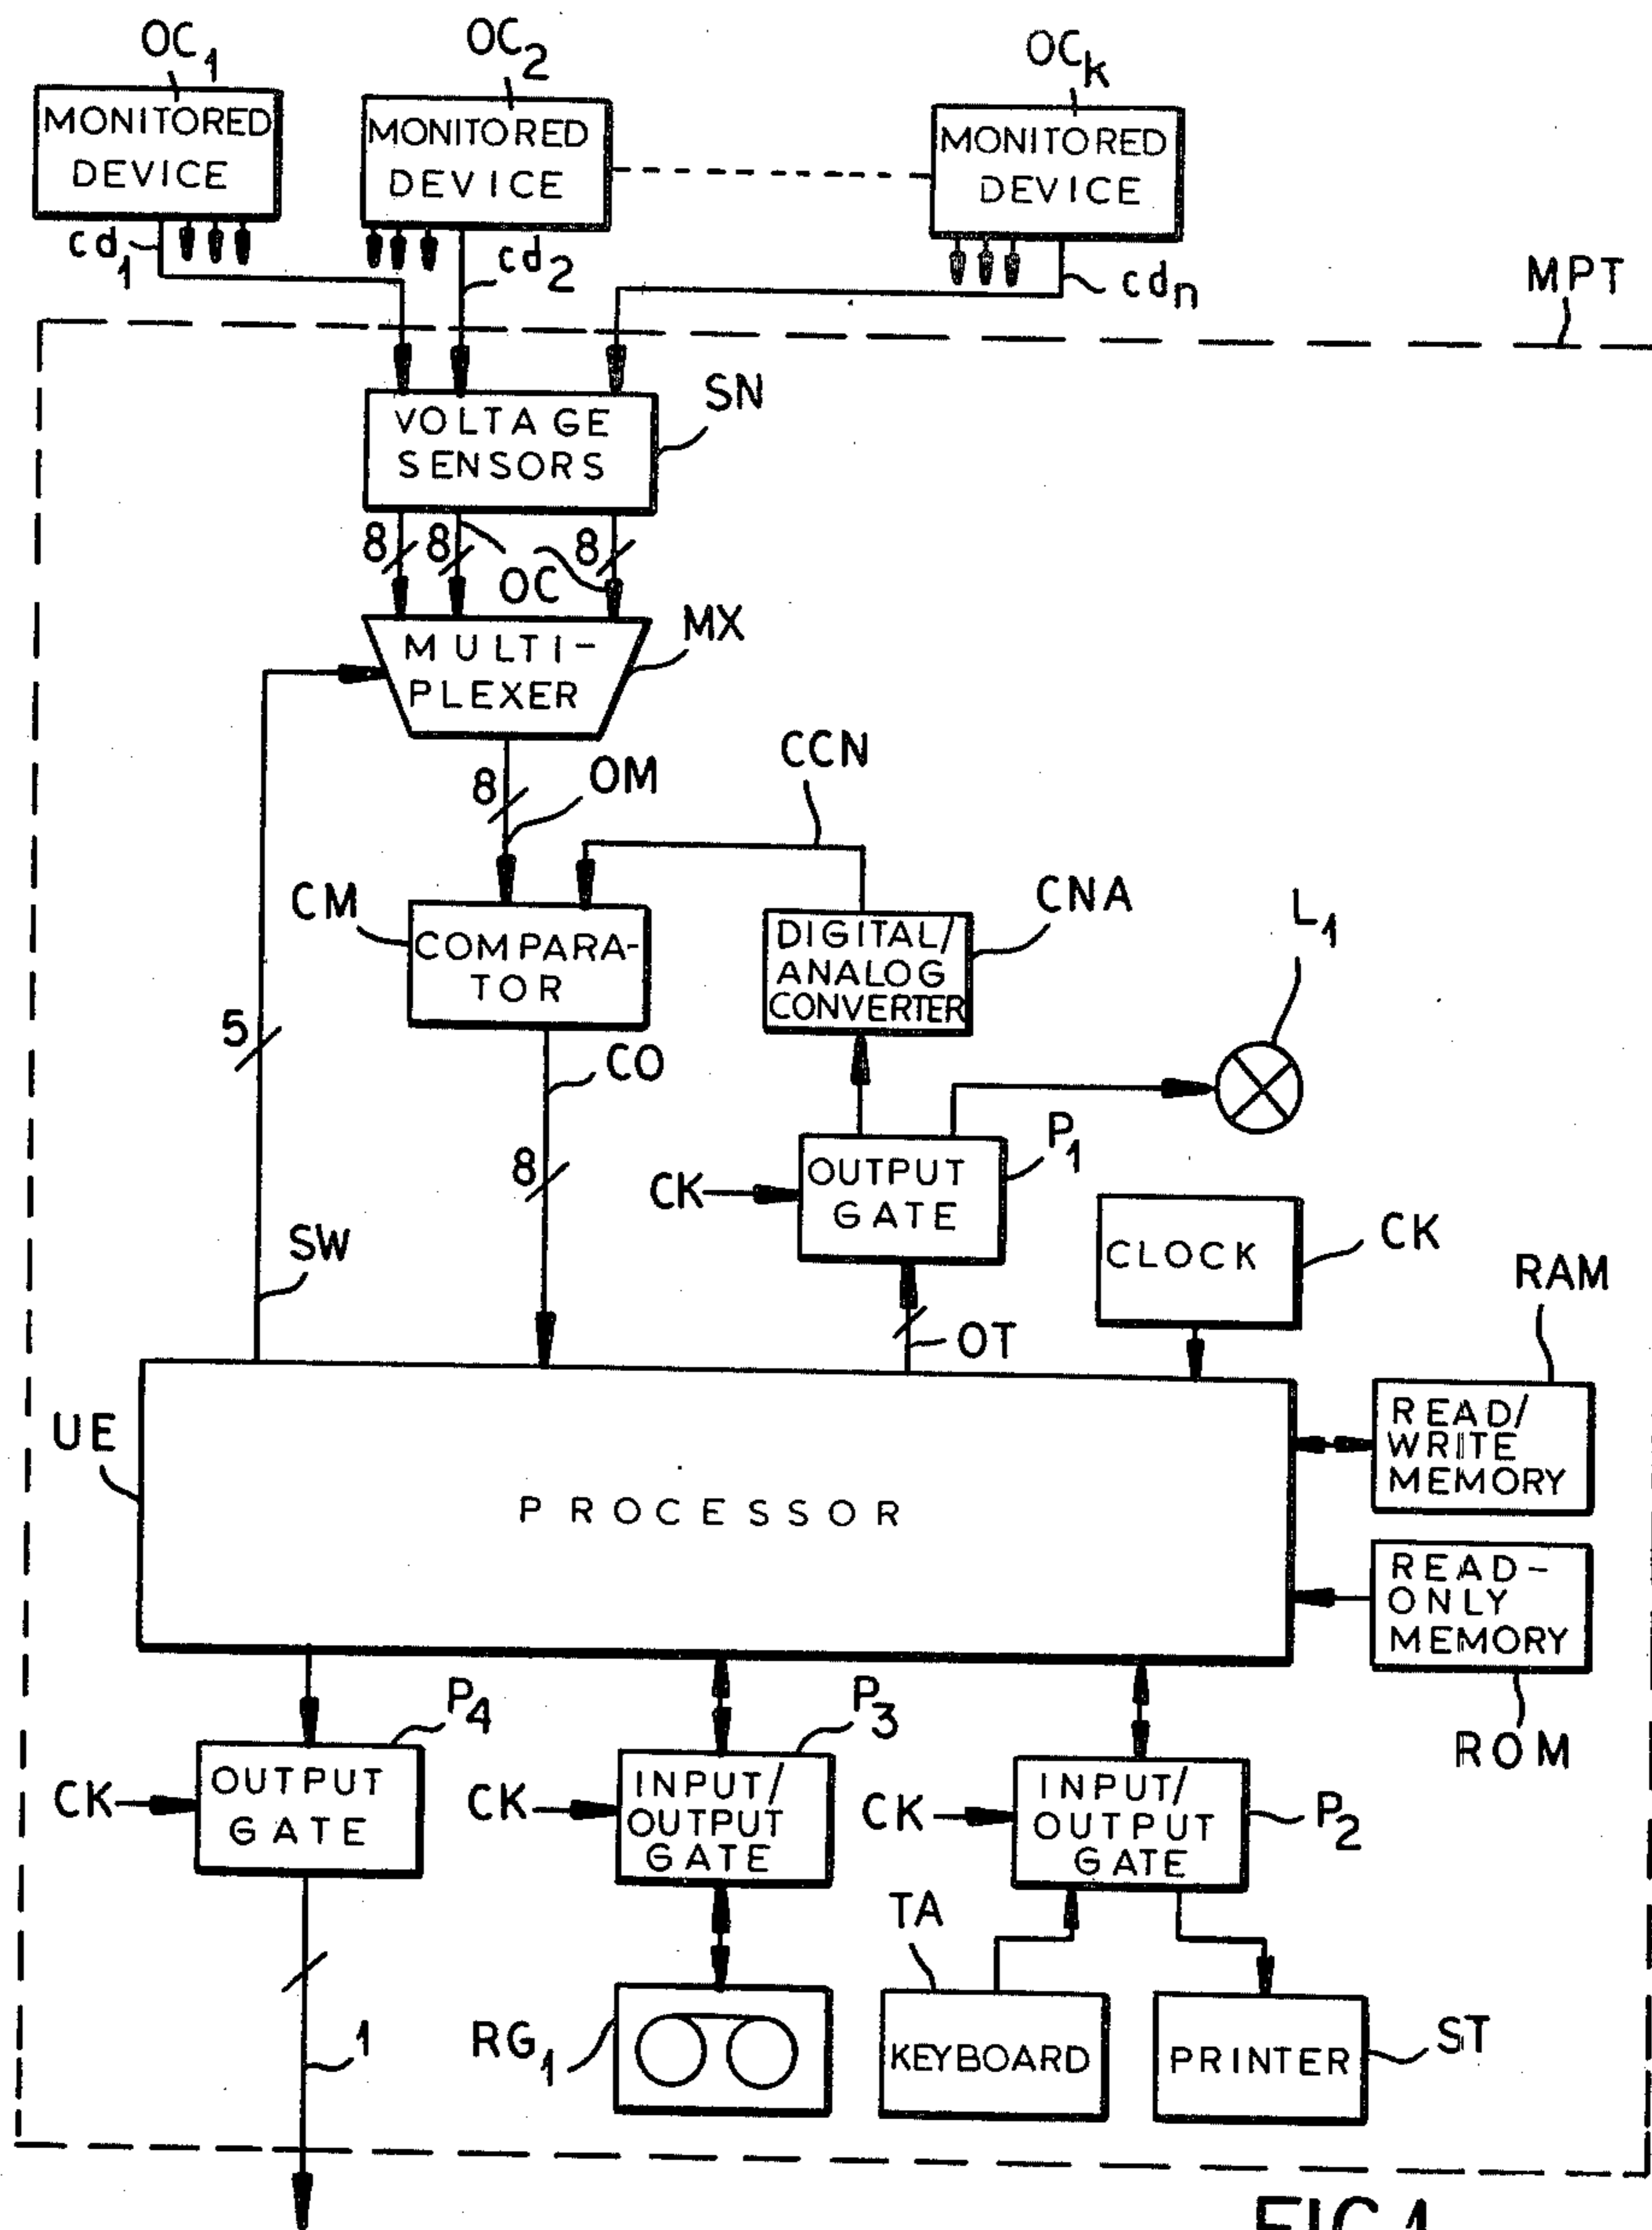 OC1
OC2
OCk
MONITORED
DEVICE
MONITORED
DEVICE
MONITORED
DEVICE
cd1
cd2
cdn
MPT
VOLTAGE
SENSORS
SN
8
8
8
OC
MULTI-
PLEXER
MX
8
OM
CCN
CM
COMPARA-
TOR
DIGITAL/
ANALOG
CONVERTER
CNA
L1
5
CO
8
CK
OUTPUT
GATE
P1
SW
OT
CLOCK
CK
RAM
UE
PROCESSOR
READ/
WRITE
MEMORY
READ-
ONLY
MEMORY
ROM
P4
P3
CK
OUTPUT
GATE
CK
INPUT/
OUTPUT
GATE
CK
INPUT/
OUTPUT
GATE
P2
TA
1
RG1
KEYBOARD
PRINTER
ST
FIG.1